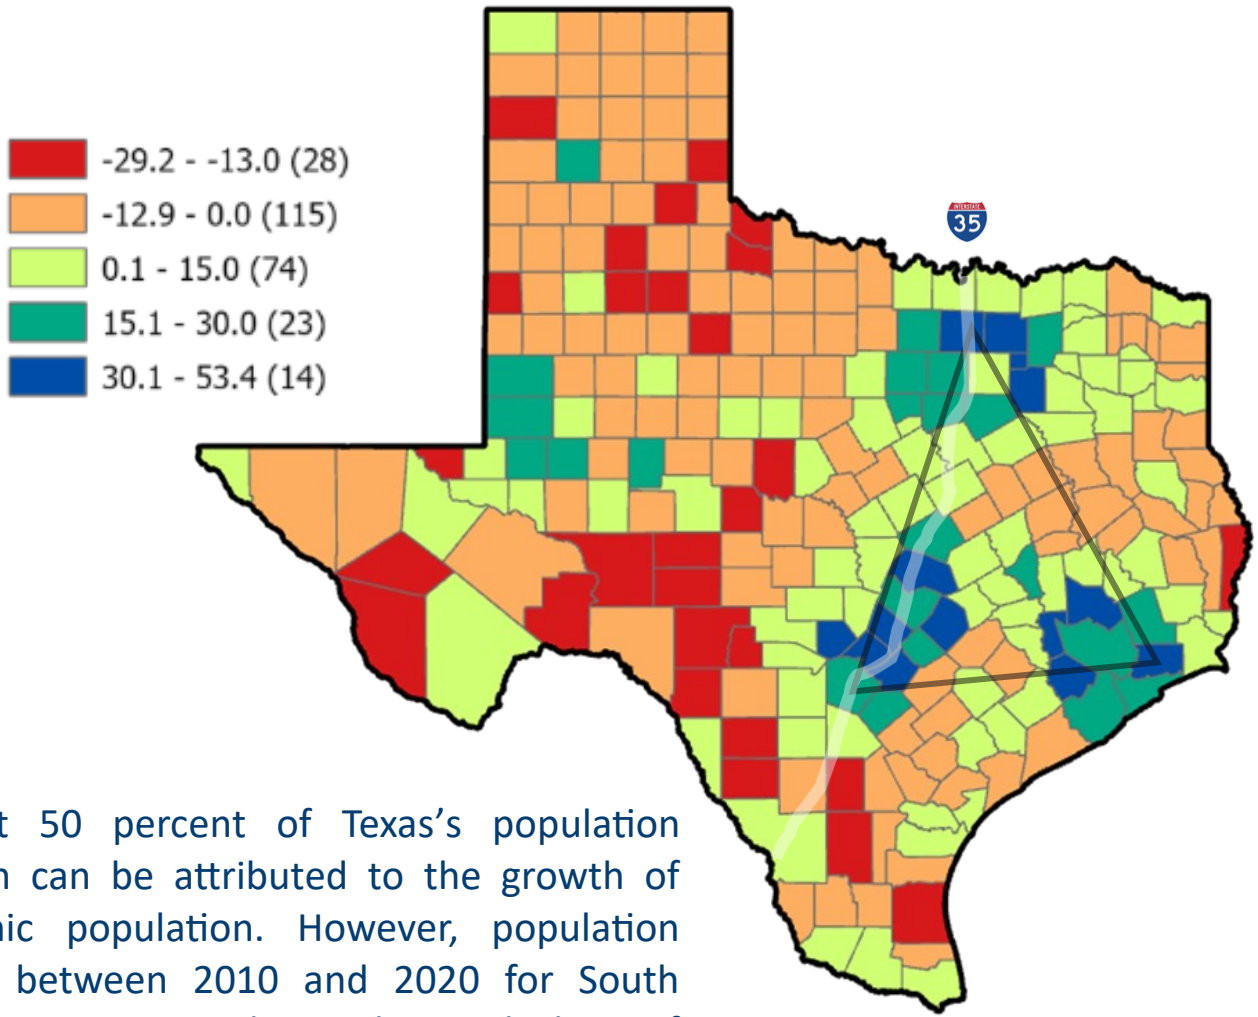 INTERSTATE
35
-29.2 - -13.0 (28)
-12.9 - 0.0 (115)
0.1 - 15.0 (74)
15.1 - 30.0 (23)
30.1 - 53.4 (14)
50 percent of Texas’s population
can be attributed to the growth of
population. However, population
between 2010 and 2020 for South